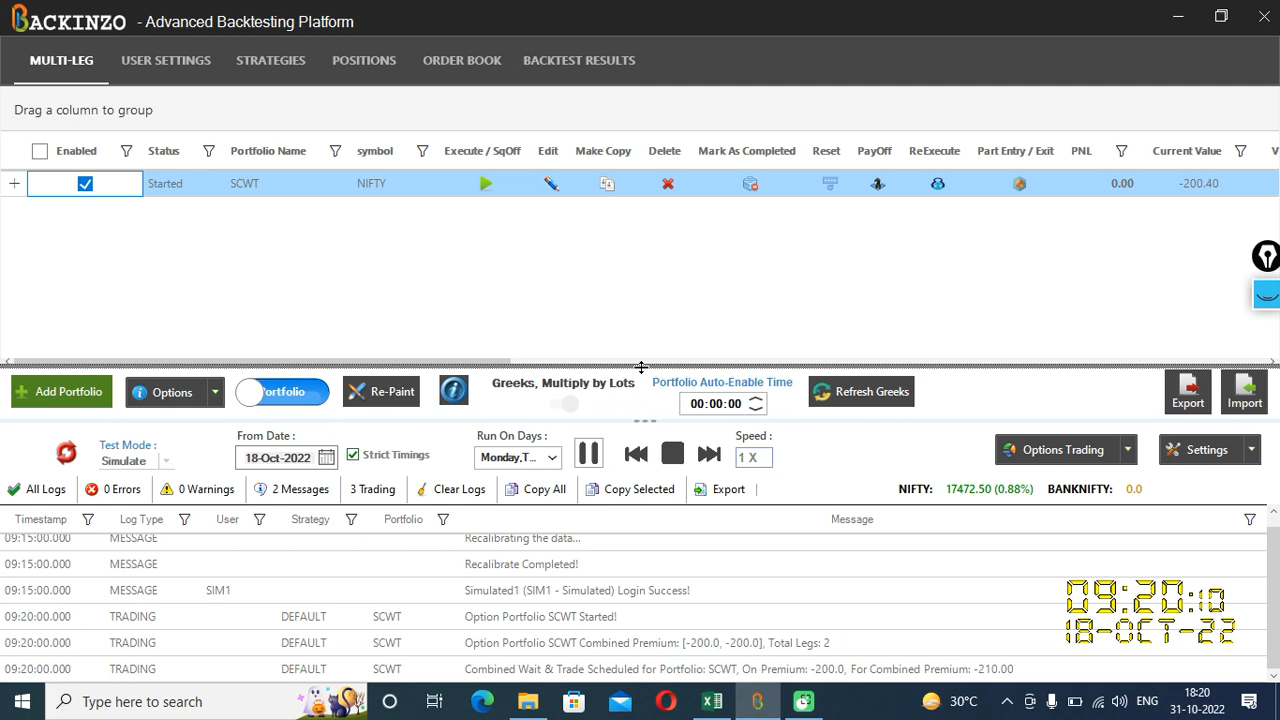 BACKINZO - Advanced Backtesting Platform
MULTI-LEG USER SETTINGS STRATEGIES POSITIONS ORDER BOOK BACKTEST RESULTS
Drag a column to group
Enabled Status Portfolio Name symbol Execute / SqOff Edit Make Copy Delete Mark As Completed Reset PayOff ReExecute Part Entry / Exit PNL Current Value V
Started SCWT NIFTY 0.00 -200.40
Add Portfolio Options Portfolio Re-Paint Greeks, Multiply by Lots Portfolio Auto-Enable Time 00:00:00 Refresh Greeks Export Import
Test Mode : Simulate From Date : 18-Oct-2022 Strict Timings Run On Days : Monday,T... Speed : 1 X Options Trading Settings
All Logs 0 Errors 0 Warnings 2 Messages 3 Trading Clear Logs Copy All Copy Selected Export NIFTY: 17472.50 (0.88%) BANKNIFTY: 0.0
Timestamp Log Type User Strategy Portfolio Message
09:15:00.000 MESSAGE Recalibrating the data...
09:15:00.000 MESSAGE Recalibrate Completed!
09:15:00.000 MESSAGE SIM1 Simulated1 (SIM1 - Simulated) Login Success!
09:20:00.000 TRADING DEFAULT SCWT Option Portfolio SCWT Started!
09:20:00.000 TRADING DEFAULT SCWT Option Portfolio SCWT Combined Premium: [-200.0, -200.0], Total Legs: 2
09:20:00.000 TRADING DEFAULT SCWT Combined Wait & Trade Scheduled for Portfolio: SCWT, On Premium: -200.0, For Combined Premium: -210.00
09:20:10
18-OCT-22
Type here to search 30°C ENG 18:20
31-10-2022